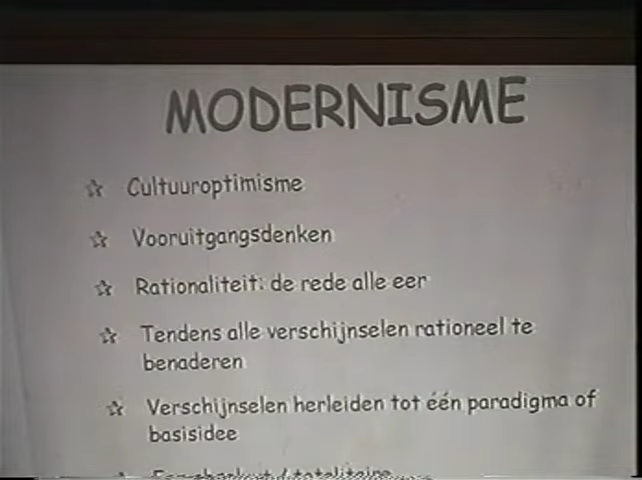 MODERNISME
Cultuuroptimisme
Vooruitgangsdenken
Rationaliteit: de rede alle eer
Tendens alle verschijnselen rationeel te
benaderen
Verschijnselen herleiden tot één paradigma of
basisidee